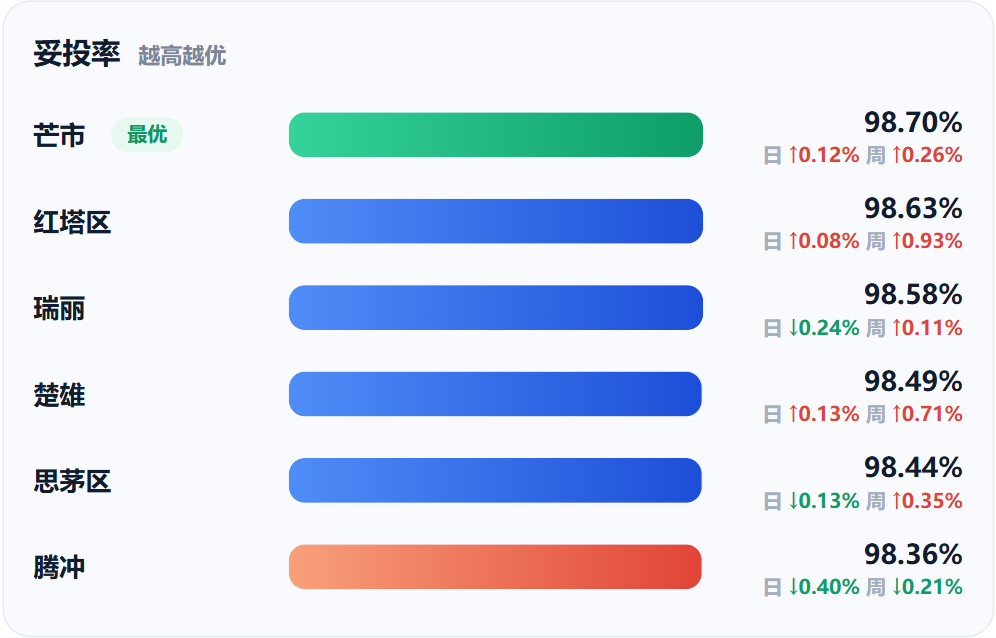 妥投率 越高越优
芒市 最优 98.70%
日 ↑0.12% 周 ↑0.26%
红塔区 98.63%
日 ↑0.08% 周 ↑0.93%
瑞丽 98.58%
日 ↓0.24% 周 ↑0.11%
楚雄 98.49%
日 ↑0.13% 周 ↑0.71%
思茅区 98.44%
日 ↓0.13% 周 ↑0.35%
腾冲 98.36%
日 ↓0.40% 周 ↓0.21%